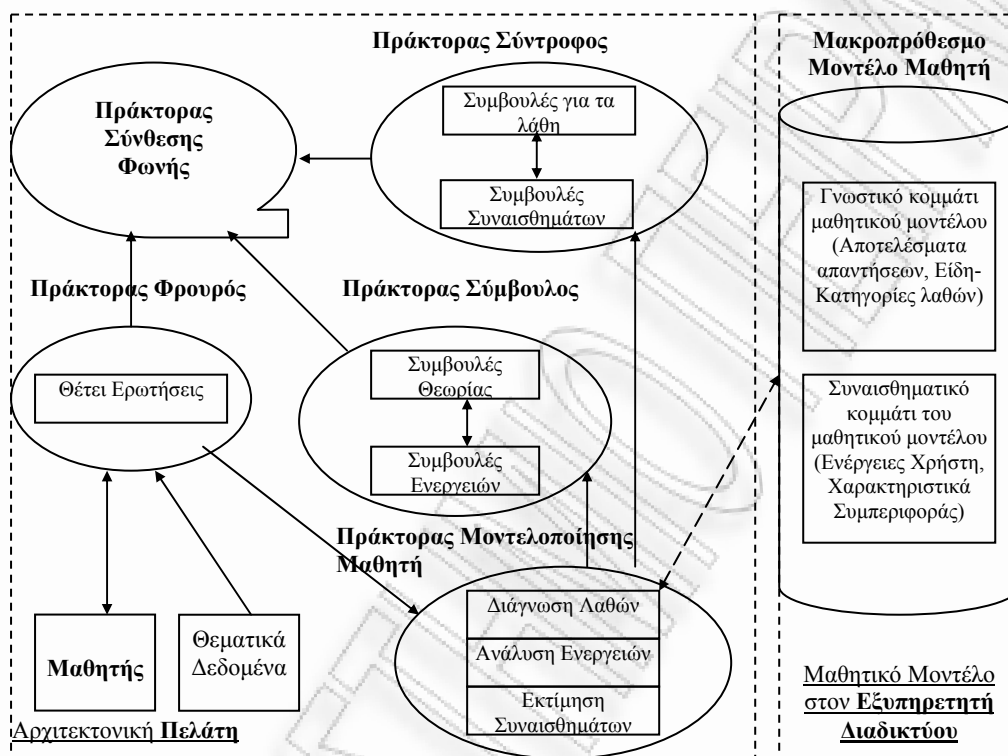 Πράκτορας Σύντροφος
Πράκτορας
Σύνθεσης
Φωνής
Συμβουλές για τα
λάθη
Συμβουλές
Συναισθημάτων
Πράκτορας Φρουρός
Θέτει Ερωτήσεις
Πράκτορας Σύμβουλος
Συμβουλές
Θεωρίας
Συμβουλές
Ενεργειών
Πράκτορας Μοντελοποίησης
Μαθητή
Διάγνωση Λαθών
Ανάλυση Ενεργειών
Εκτίμηση
Συναισθημάτων
Μαθητής
Θεματικά
Δεδομένα
Αρχιτεκτονική Πελάτη
Μακροπρόθεσμο
Μοντέλο Μαθητή
Γνωστικό κομμάτι
μαθητικού μοντέλου
(Αποτελέσματα
απαντήσεων, Είδη-
Κατηγορίες λαθών)
Συναισθηματικό
κομμάτι του
μαθητικού μοντέλου
(Ενέργειες Χρήστη,
Χαρακτηριστικά
Συμπεριφοράς)
Μαθητικό Μοντέλο
στον Εξυπηρετητή
Διαδικτύου